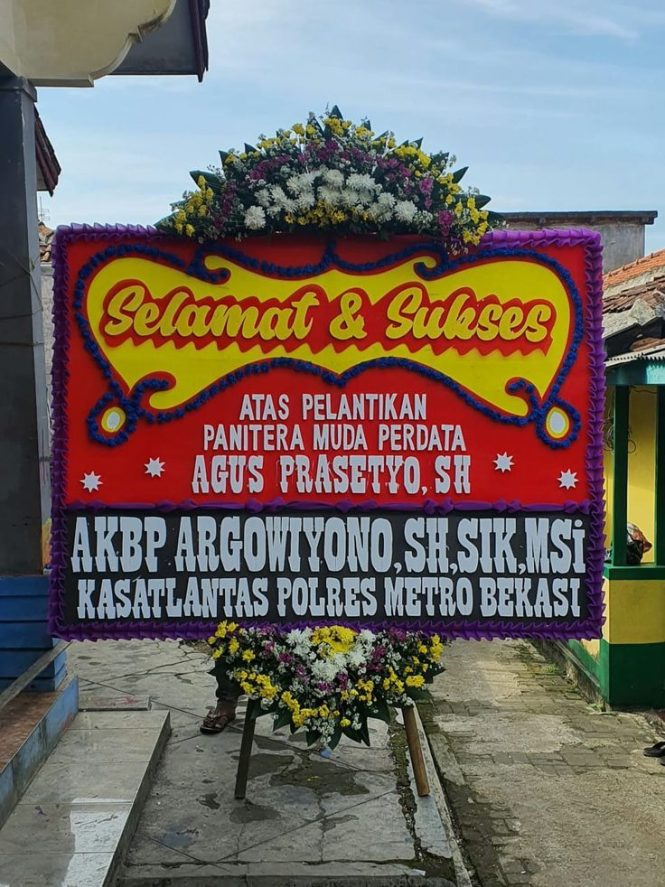 Selamat & Sukses
ATAS PELANTIKAN
PANITERA MUDA PERDATA
AGUS PRASETYO, SH
AKBP ARGOWIYONO, SH, SIK, MSi
KASATLANTAS POLRES METRO BEKASI